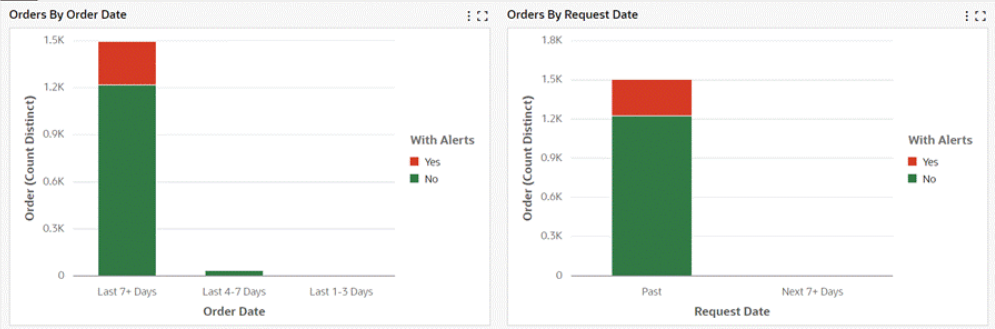 Orders By Order Date
1.5K
1.2K
0.9K
0.6K
0.3K
0
Order (Count Distinct)
Last 7+ Days
Last 4-7 Days
Last 1-3 Days
Order Date
With Alerts
Yes
No
Orders By Request Date
1.8K
1.5K
1.2K
0.9K
0.6K
0.3K
0
Order (Count Distinct)
Past
Next 7+ Days
Request Date
With Alerts
Yes
No